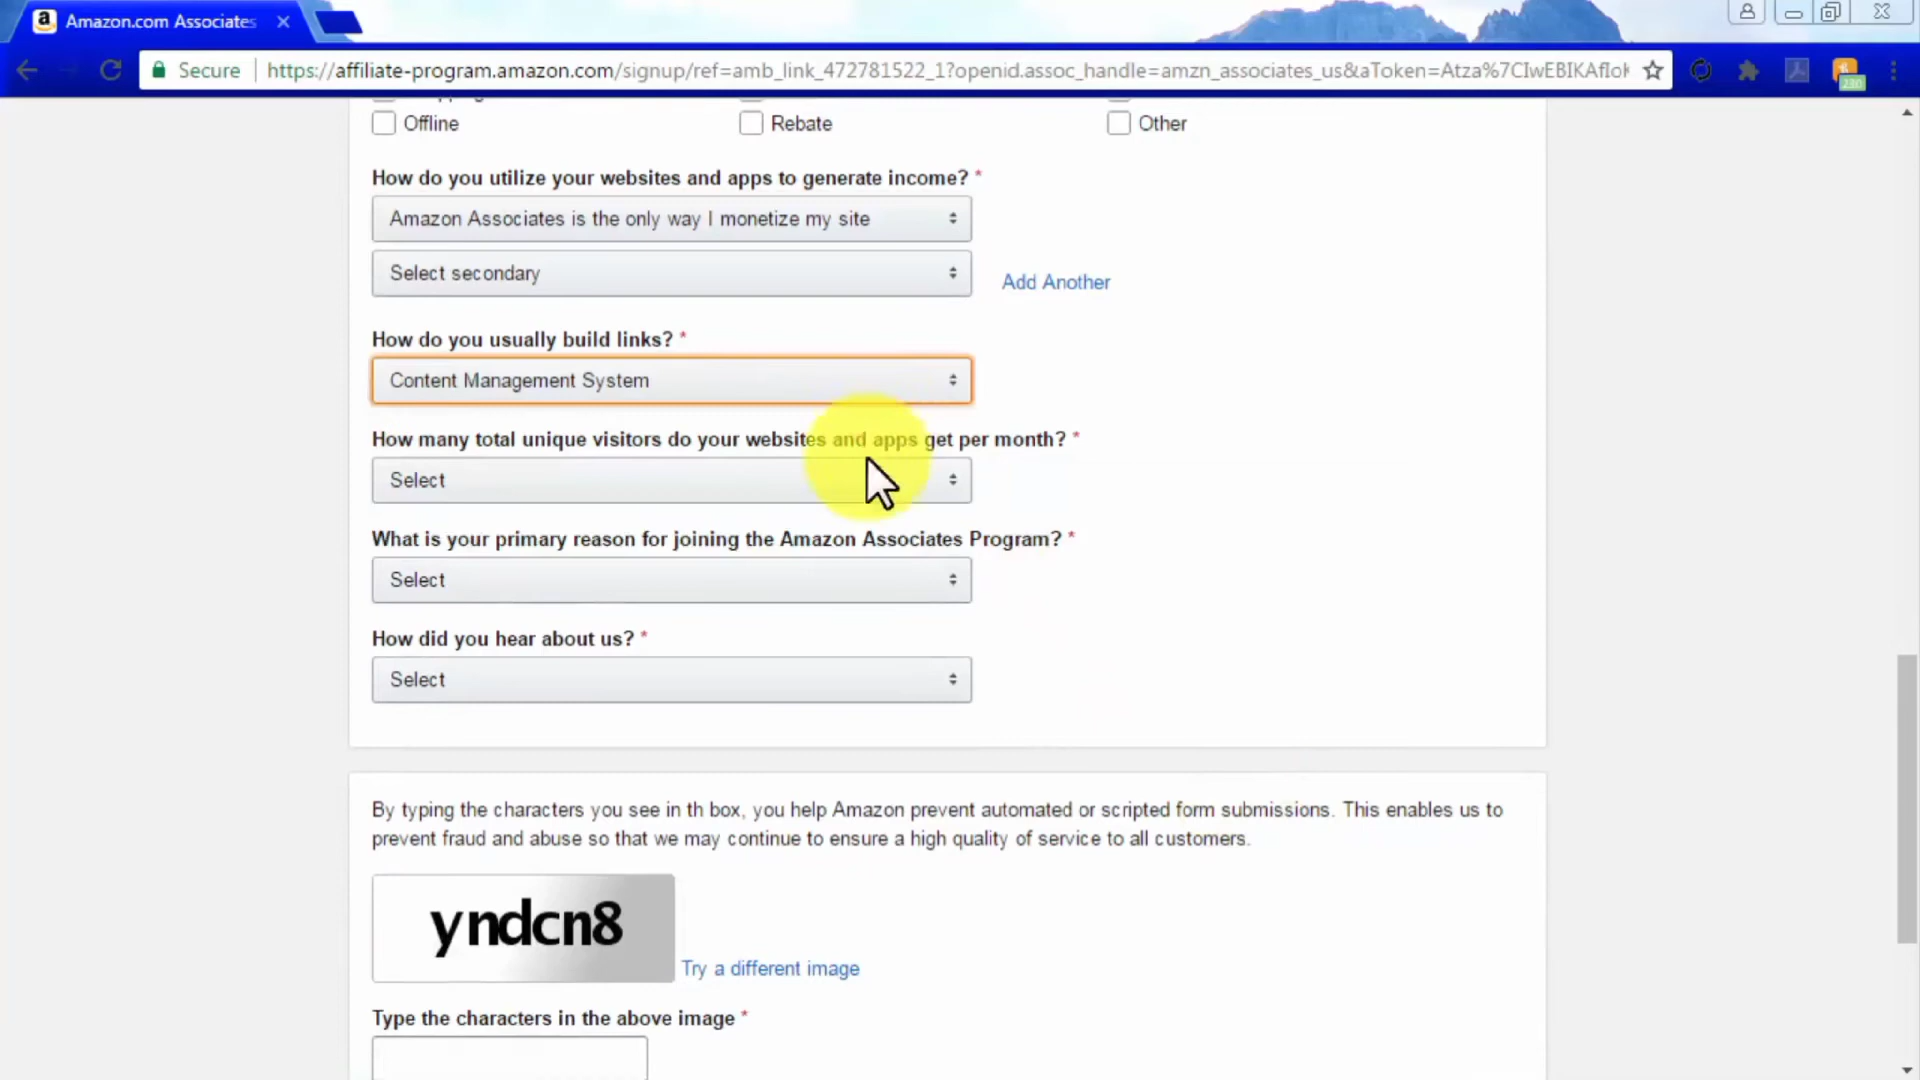 Amazon.com Associates
Secure
https://affiliate-program.amazon.com/signup/ref=amb_link_472781522_1?openid.assoc_handle=amzn_associates_us&aToken=Atza%7CIwEBIKAfIok
230
Offline
Rebate
Other
How do you utilize your websites and apps to generate income? *
Amazon Associates is the only way I monetize my site
Select secondary
Add Another
How do you usually build links? *
Content Management System
How many total unique visitors do your websites and apps get per month? *
Select
What is your primary reason for joining the Amazon Associates Program? *
Select
How did you hear about us? *
Select
By typing the characters you see in th box, you help Amazon prevent automated or scripted form submissions. This enables us to
prevent fraud and abuse so that we may continue to ensure a high quality of service to all customers.
yndcn8
Try a different image
Type the characters in the above image *